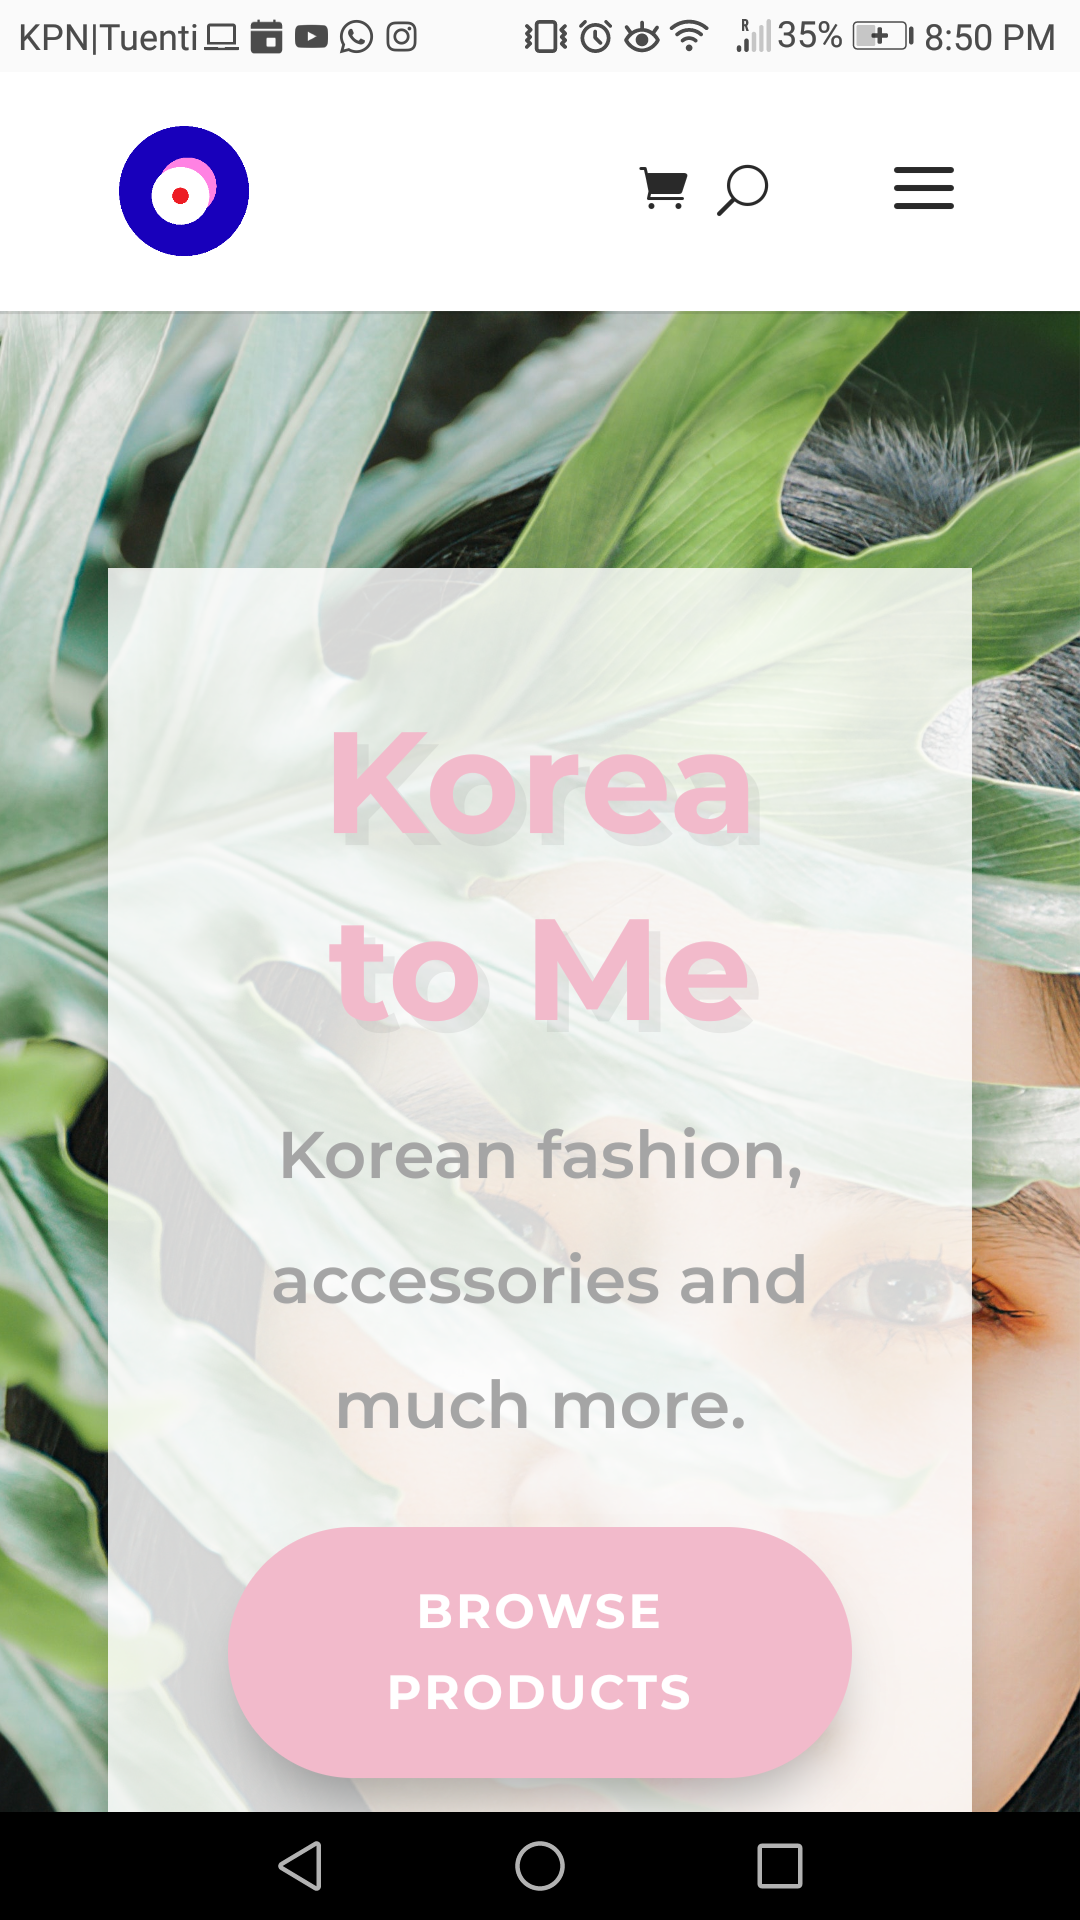 KPN|Tuenti R 35% 8:50 PM
Korea
to Me
Korean fashion,
accessories and
much more.
BROWSE
PRODUCTS